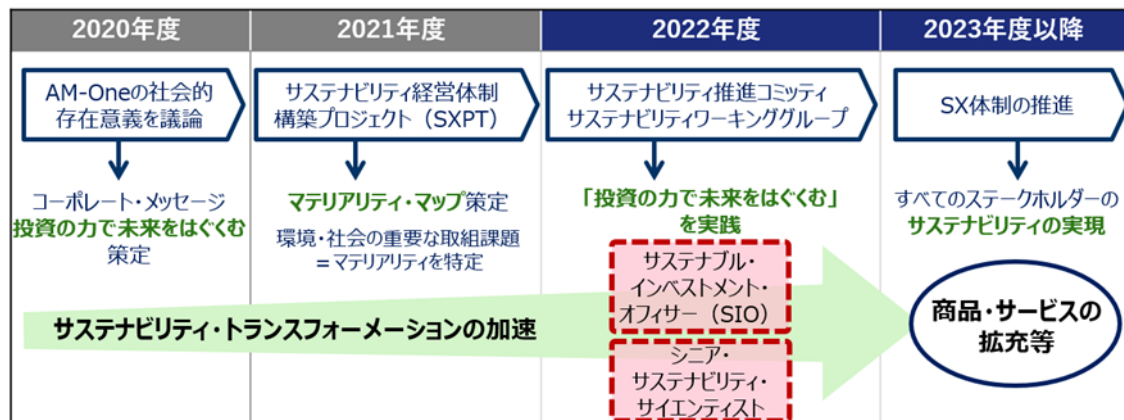 2020年度
2021年度
2022年度
2023年度以降
AM-Oneの社会的
存在意義を議論
サステナビリティ経営体制
構築プロジェクト（SXPT）
サステナビリティ推進コミッティ
サステナビリティワーキンググループ
SX体制の推進
コーポレート・メッセージ
投資の力で未来をはぐくむ
策定
マテリアリティ・マップ策定
環境・社会の重要な取組課題
＝マテリアリティを特定
「投資の力で未来をはぐくむ」
を実践
すべてのステークホルダーの
サステナビリティの実現
サステナビリティ・トランスフォーメーションの加速
サステナブル・
インベストメント・
オフィサー（SIO）
シニア・
サステナビリティ・
サイエンティスト
商品・サービスの
拡充等